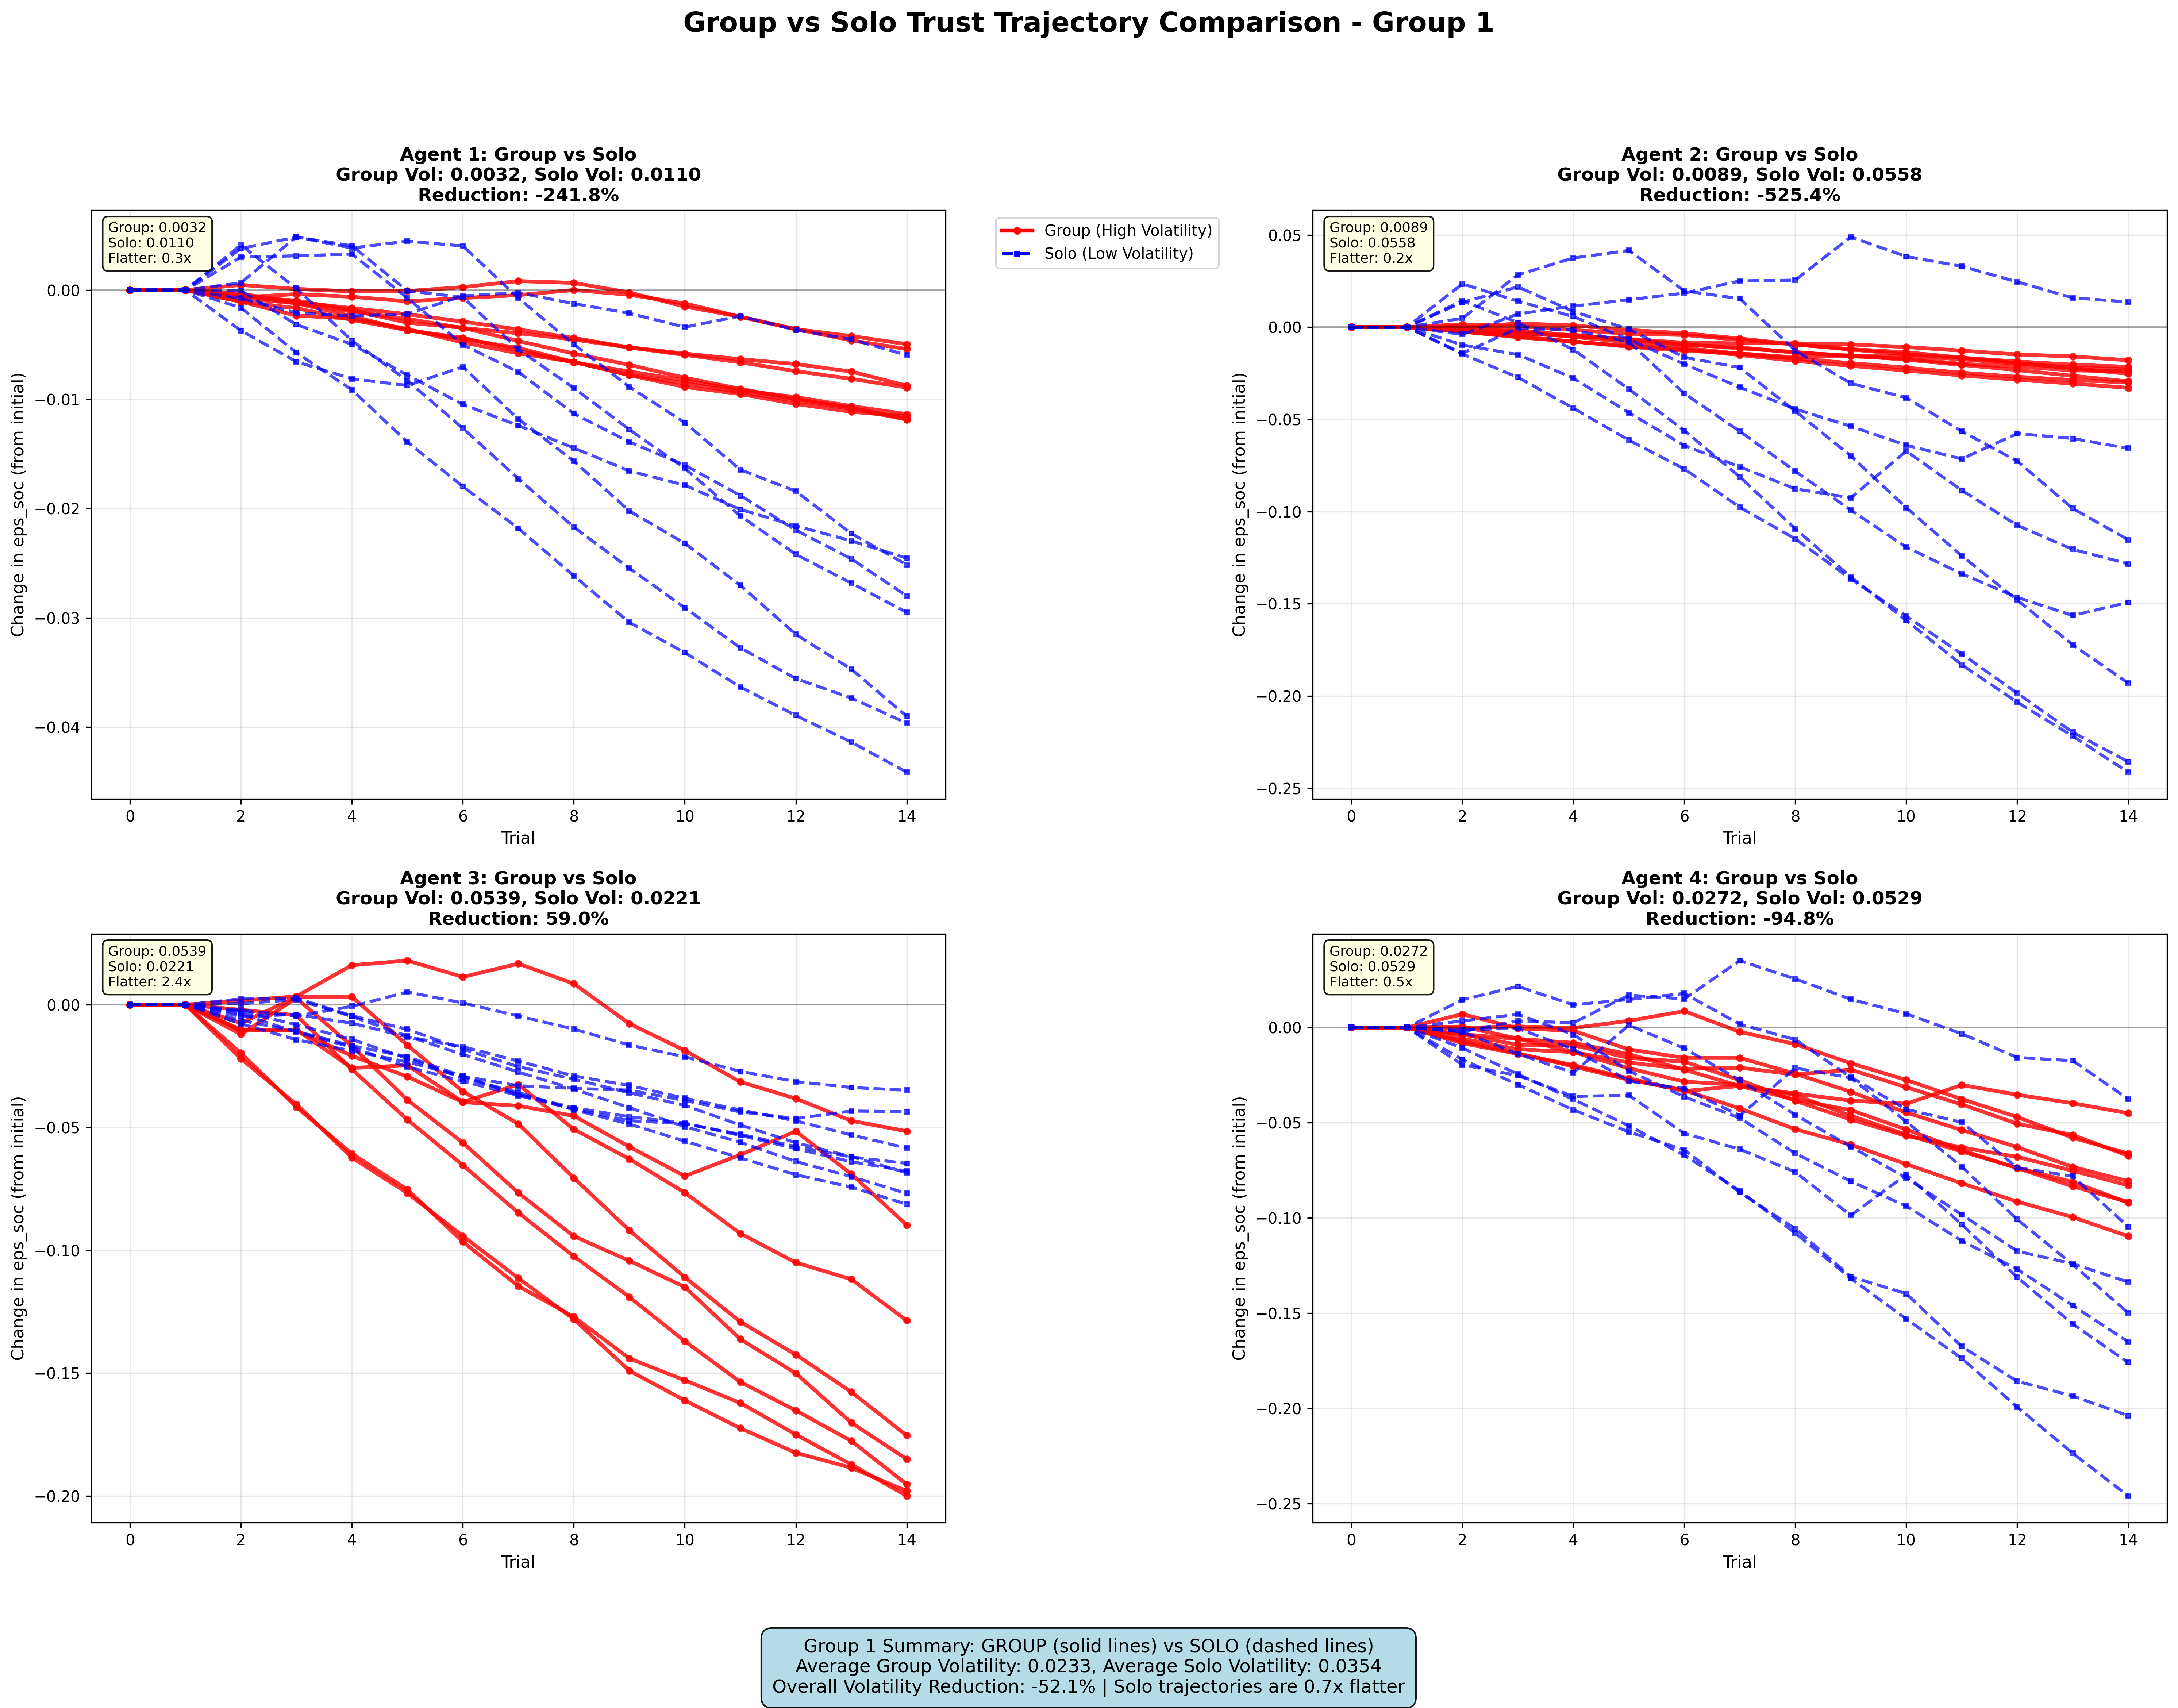 Group vs Solo Trust Trajectory Comparison - Group 1
Agent 1: Group vs Solo
Group Vol: 0.0032, Solo Vol: 0.0110
Reduction: -241.8%
Group: 0.0032
Solo: 0.0110
Flatter: 0.3x
0.00
−0.01
−0.02
−0.03
−0.04
Change in eps_soc (from initial)
0 2 4 6 8 10 12 14
Trial
Group (High Volatility)
Solo (Low Volatility)
Agent 2: Group vs Solo
Group Vol: 0.0089, Solo Vol: 0.0558
Reduction: -525.4%
Group: 0.0089
Solo: 0.0558
Flatter: 0.2x
0.05
0.00
−0.05
−0.10
−0.15
−0.20
−0.25
Change in eps_soc (from initial)
0 2 4 6 8 10 12 14
Trial
Agent 3: Group vs Solo
Group Vol: 0.0539, Solo Vol: 0.0221
Reduction: 59.0%
Group: 0.0539
Solo: 0.0221
Flatter: 2.4x
0.00
−0.05
−0.10
−0.15
−0.20
Change in eps_soc (from initial)
0 2 4 6 8 10 12 14
Trial
Agent 4: Group vs Solo
Group Vol: 0.0272, Solo Vol: 0.0529
Reduction: -94.8%
Group: 0.0272
Solo: 0.0529
Flatter: 0.5x
0.00
−0.05
−0.10
−0.15
−0.20
−0.25
Change in eps_soc (from initial)
0 2 4 6 8 10 12 14
Trial
Group 1 Summary: GROUP (solid lines) vs SOLO (dashed lines)
Average Group Volatility: 0.0233, Average Solo Volatility: 0.0354
Overall Volatility Reduction: -52.1% | Solo trajectories are 0.7x flatter